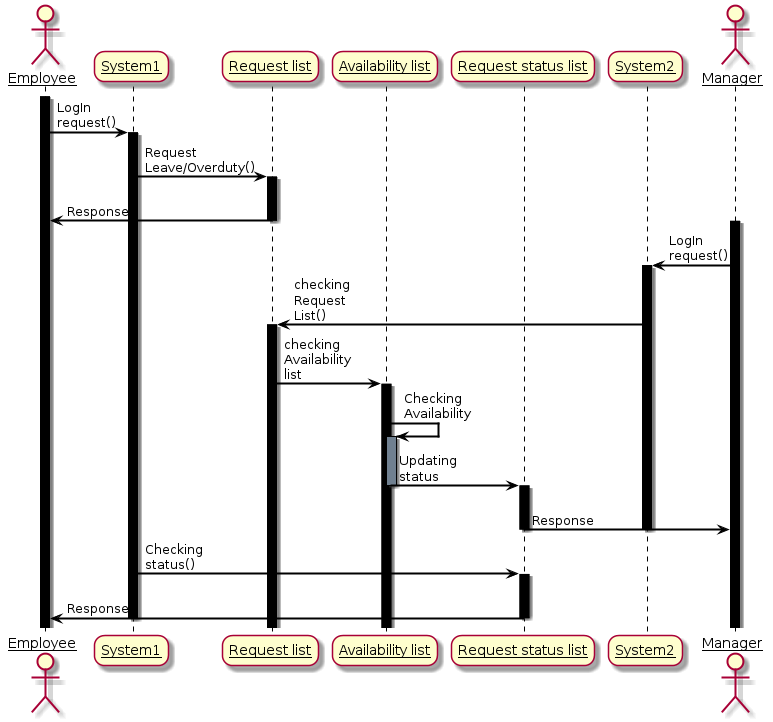 Employee
System1
Request list
Availability list
Request status list
System2
Manager
LogIn
request()
Request
Leave/Overduty()
Response
LogIn
request()
checking
Request
List()
checking
Availability
list
Checking
Availability
Updating
status
Response
Checking
status()
Response
Employee
System1
Request list
Availability list
Request status list
System2
Manager